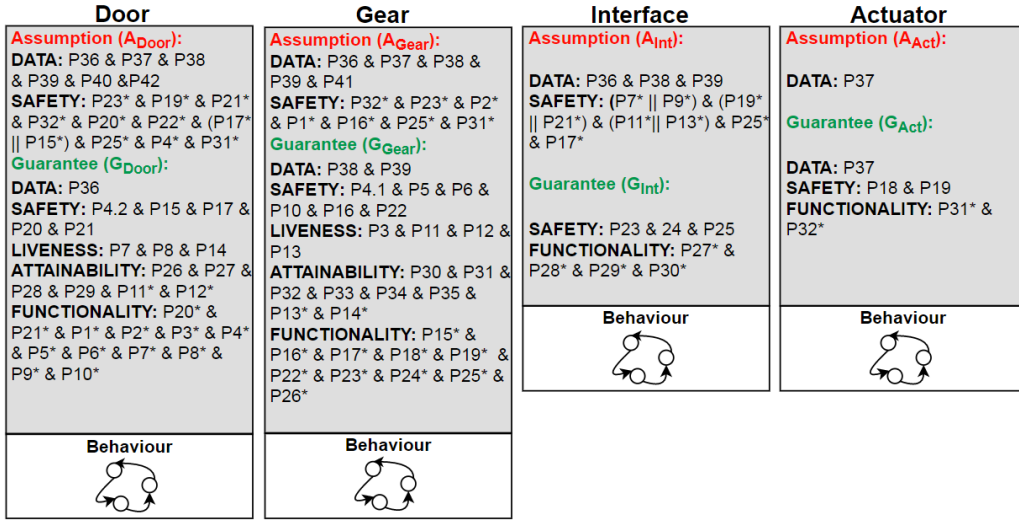 Door
Assumption (ADoor):
DATA: P36 & P37 & P38
& P39 & P40 &P42
SAFETY: P23* & P19* & P21*
& P32* & P20* & P22* & (P17*
|| P15*) & P25* & P4* & P31*
Guarantee (GDoor):
DATA: P36
SAFETY: P4.2 & P15 & P17 &
P20 & P21
LIVENESS: P7 & P8 & P14
ATTAINABILITY: P26 & P27 &
P28 & P29 & P11* & P12*
FUNCTIONALITY: P20* &
P21* & P1* & P2* & P3* & P4*
& P5* & P6* & P7* & P8* &
P9* & P10*
Behaviour
Gear
Assumption (AGear):
DATA: P36 & P37 & P38 &
P39 & P41
SAFETY: P32* & P23* & P2* &
P1* & P16* & P25* & P31*
Guarantee (GGear):
DATA: P38 & P39
SAFETY: P4.1 & P5 & P6 &
P10 & P16 & P22
LIVENESS: P3 & P11 & P12 &
P13
ATTAINABILITY: P30 & P31 &
P32 & P33 & P34 & P35 &
P13* & P14*
FUNCTIONALITY: P15* &
P16* & P17* & P18* & P19* &
P22* & P23* & P24* & P25* &
P26*
Behaviour
Interface
Assumption (AInt):
DATA: P36 & P38 & P39
SAFETY: (P7* || P9*) & (P19*
|| P21*) & (P11*|| P13*) & P25*
& P17*
Guarantee (GInt):
SAFETY: P23 & 24 & P25
FUNCTIONALITY: P27* &
P28* & P29* & P30*
Behaviour
Actuator
Assumption (AAct):
DATA: P37
Guarantee (GAct):
DATA: P37
SAFETY: P18 & P19
FUNCTIONALITY: P31* &
P32*
Behaviour